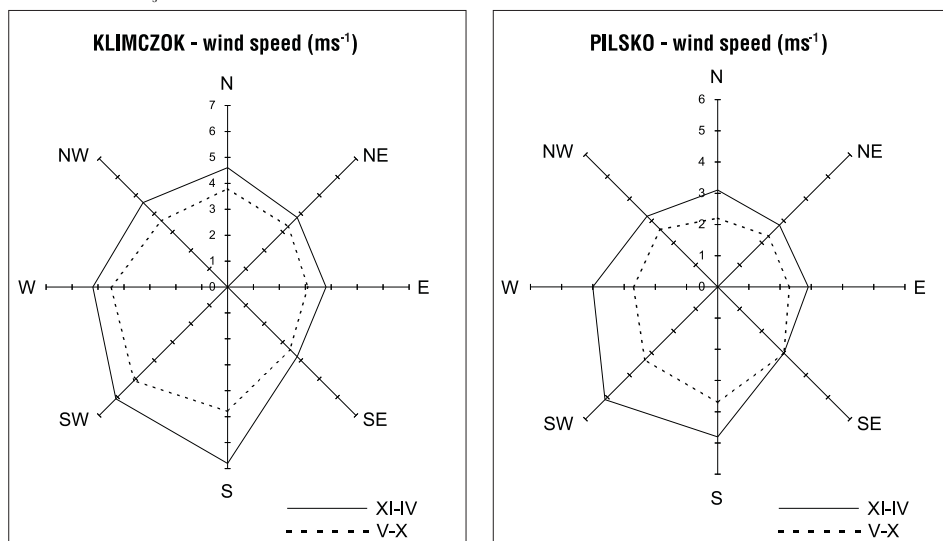 KLIMCZOK - wind speed (ms⁻¹)
N
7
6
5
4
3
2
1
0
NW
NE
W
E
SW
SE
S
XI-IV
V-X
PILSKO - wind speed (ms⁻¹)
N
6
5
4
3
2
1
0
NW
NE
W
E
SW
SE
S
XI-IV
V-X